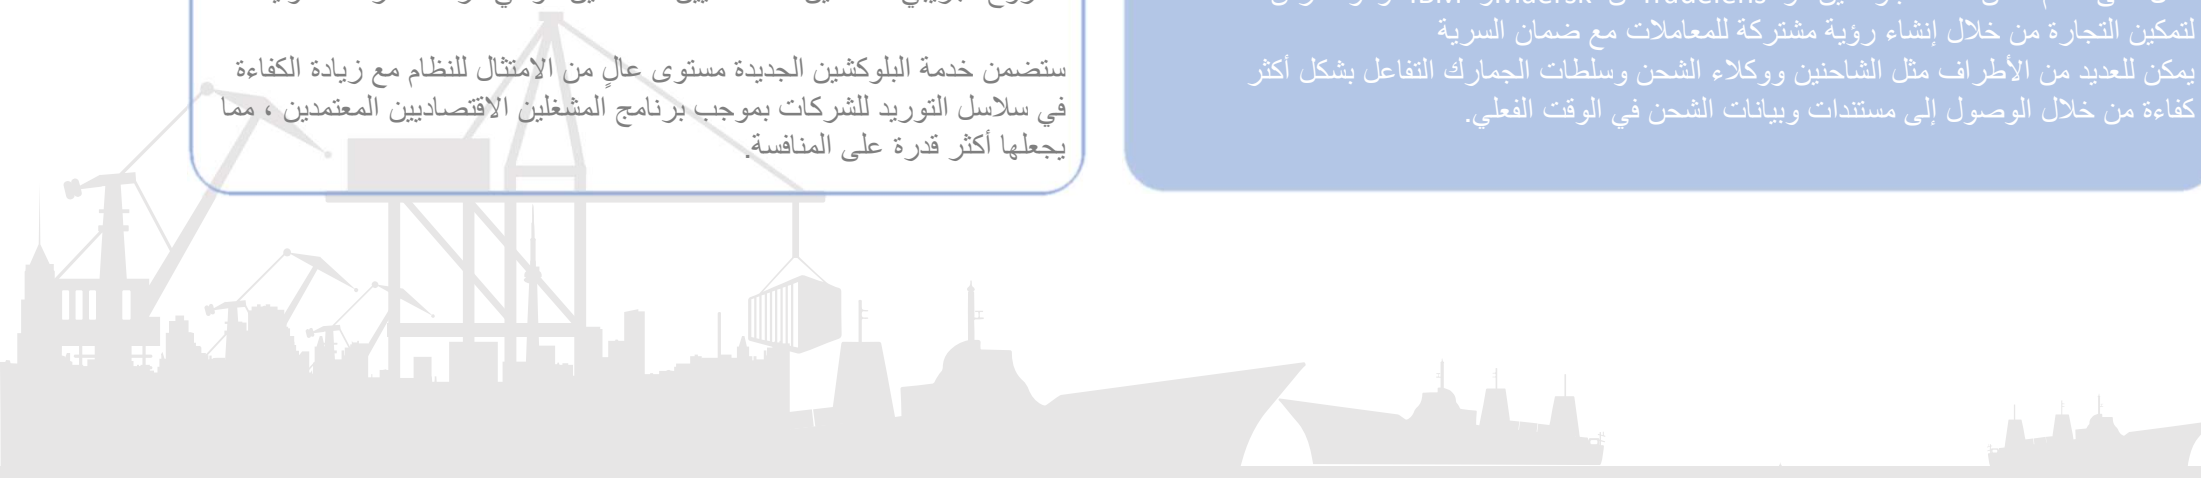 لتمكين التجارة من خلال إنشاء رؤية مشتركة للمعاملات مع ضمان السرية
يمكن للعديد من الأطراف مثل الشاحنين ووكلاء الشحن وسلطات الجمارك التفاعل بشكل أكثر
كفاءة من خلال الوصول إلى مستندات وبيانات الشحن في الوقت الفعلي.
ستضمن خدمة البلوكشين الجديدة مستوى عالٍ من الامتثال للنظام مع زيادة الكفاءة
في سلاسل التوريد للشركات بموجب برنامج المشغلين الاقتصاديين المعتمدين ، مما
يجعلها أكثر قدرة على المنافسة.